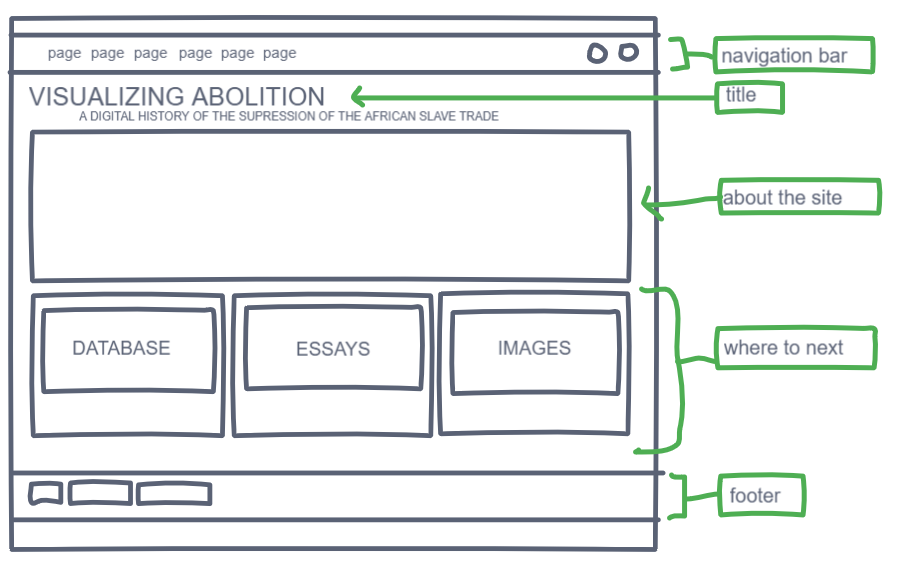 page page page page page page
navigation bar
VISUALIZING ABOLITION
title
A DIGITAL HISTORY OF THE SUPRESSION OF THE AFRICAN SLAVE TRADE
about the site
DATABASE
ESSAYS
IMAGES
where to next
footer